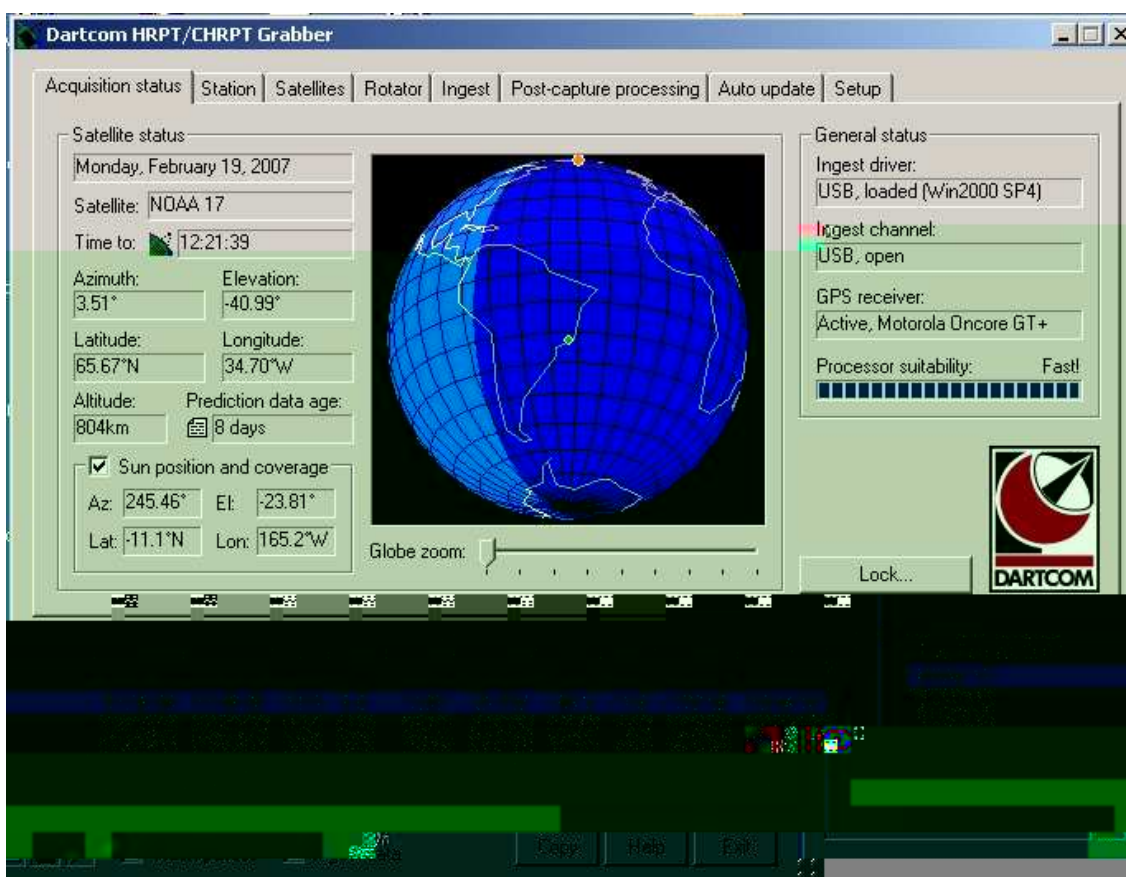 Dartcom HRPT/CHRPT Grabber
Acquisition status Station Satellites Rotator Ingest Post-capture processing Auto update Setup
Satellite status
Monday, February 19, 2007
Satellite: NOAA 17
Time to: 12:21:39
Azimuth: Elevation:
3.51° -40.99°
Latitude: Longitude:
65.67°N 34.70°W
Altitude: Prediction data age:
804km 8 days
Sun position and coverage
Az: 245.46° El: -23.81°
Lat: -11.1°N Lon: 165.2°W
Globe zoom:
General status
Ingest driver:
USB, loaded (Win2000 SP4)
Ingest channel:
USB, open
GPS receiver:
Active, Motorola Oncore GT+
Processor suitability: Fast!
DARTCOM
Lock...
Copy Help Exit